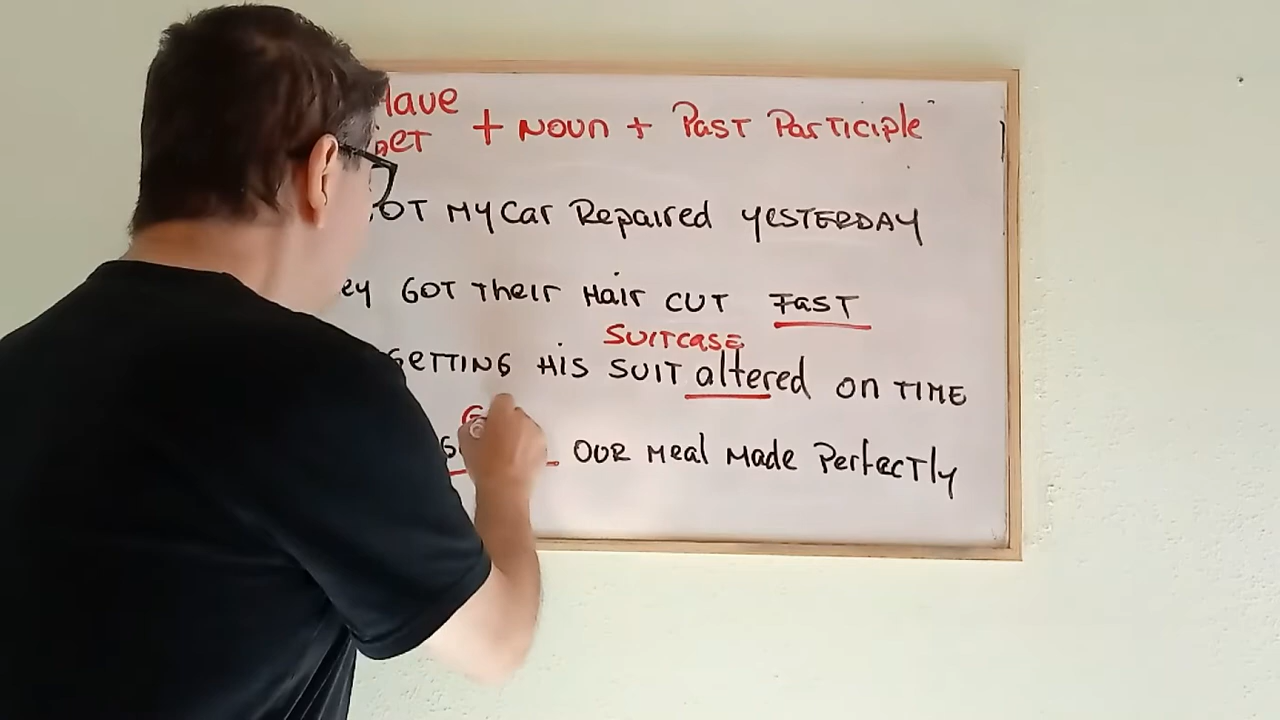 Have
GET + NOUN + PAST PARTICIPLE
GOT MY Car Repaired YESTERDAY
GOT Their Hair CUT FAST
SUITCASE
GETTING HIS SUIT altered ON TIME
OUR Meal Made Perfectly